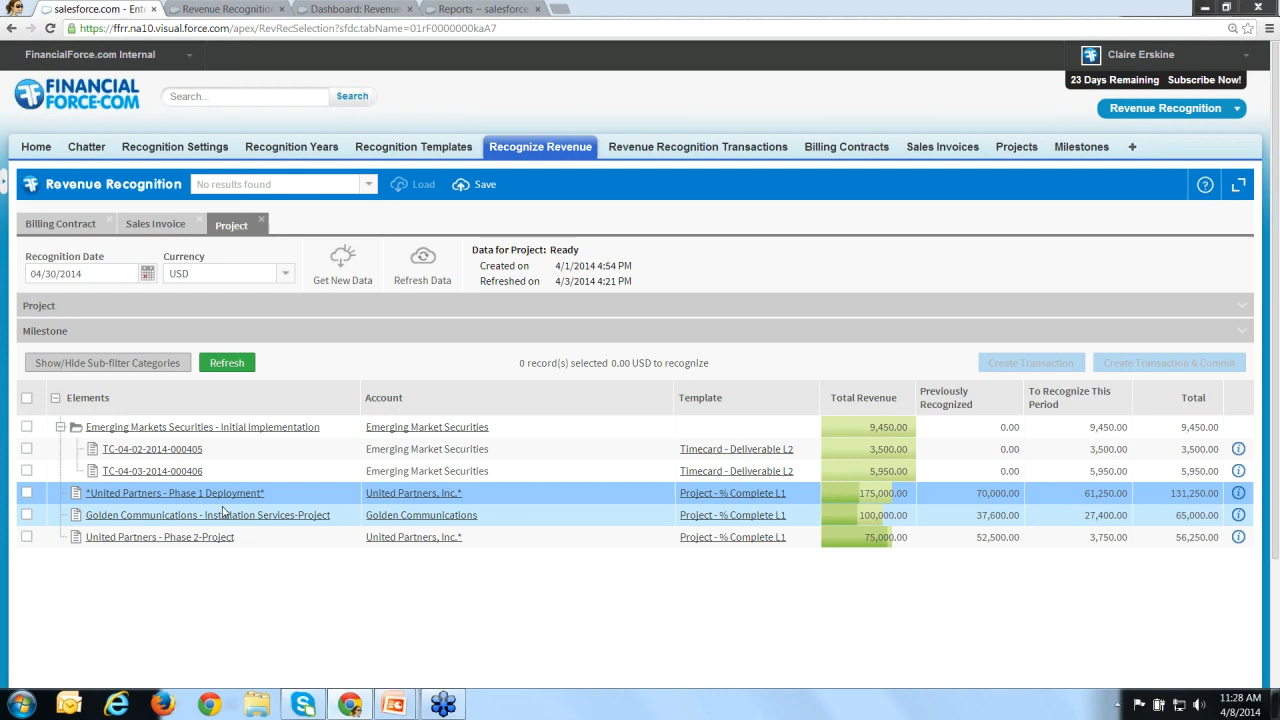 salesforce.com - Ente
Revenue Recognition
Dashboard: Revenue
Reports ~ salesforce
https://ffrr.na10.visual.force.com/apex/RevRecSelection?sfdc.tabName=01rF0000000kaA7
FinancialForce.com Internal
Claire Erskine
23 Days Remaining Subscribe Now!
FINANCIAL
FORCE·COM
Search...
Search
Revenue Recognition
Home Chatter Recognition Settings Recognition Years Recognition Templates Recognize Revenue Revenue Recognition Transactions Billing Contracts Sales Invoices Projects Milestones +
Revenue Recognition No results found Load Save
Billing Contract Sales Invoice Project
Recognition Date Currency
04/30/2014 USD
Get New Data Refresh Data
Data for Project: Ready
Created on 4/1/2014 4:54 PM
Refreshed on 4/3/2014 4:21 PM
Project
Milestone
Show/Hide Sub-filter Categories Refresh 0 record(s) selected 0.00 USD to recognize Create Transaction Create Transaction & Commit
Elements Account Template Total Revenue Previously Recognized To Recognize This Period Total
Emerging Markets Securities - Initial Implementation Emerging Market Securities 9,450.00 0.00 9,450.00 9,450.00
TC-04-02-2014-000405 Emerging Market Securities Timecard - Deliverable L2 3,500.00 0.00 3,500.00 3,500.00
TC-04-03-2014-000406 Emerging Market Securities Timecard - Deliverable L2 5,950.00 0.00 5,950.00 5,950.00
*United Partners - Phase 1 Deployment* United Partners, Inc.* Project - % Complete L1 175,000.00 70,000.00 61,250.00 131,250.00
Golden Communications - Installation Services-Project Golden Communications Project - % Complete L1 100,000.00 37,600.00 27,400.00 65,000.00
United Partners - Phase 2-Project United Partners, Inc.* Project - % Complete L1 75,000.00 52,500.00 3,750.00 56,250.00
11:28 AM
4/8/2014